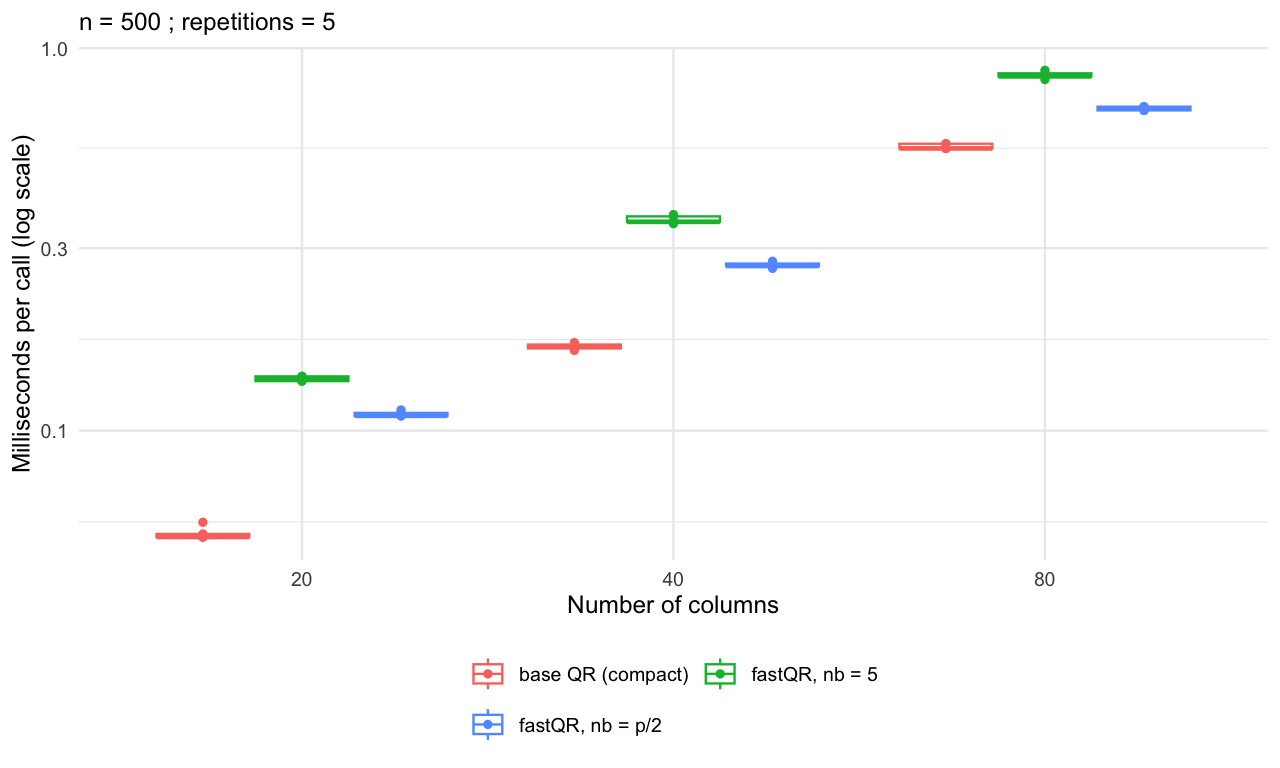 n = 500 ; repetitions = 5
Milliseconds per call (log scale)
1.0
0.3
0.1
20
40
80
Number of columns
base QR (compact)
fastQR, nb = 5
fastQR, nb = p/2